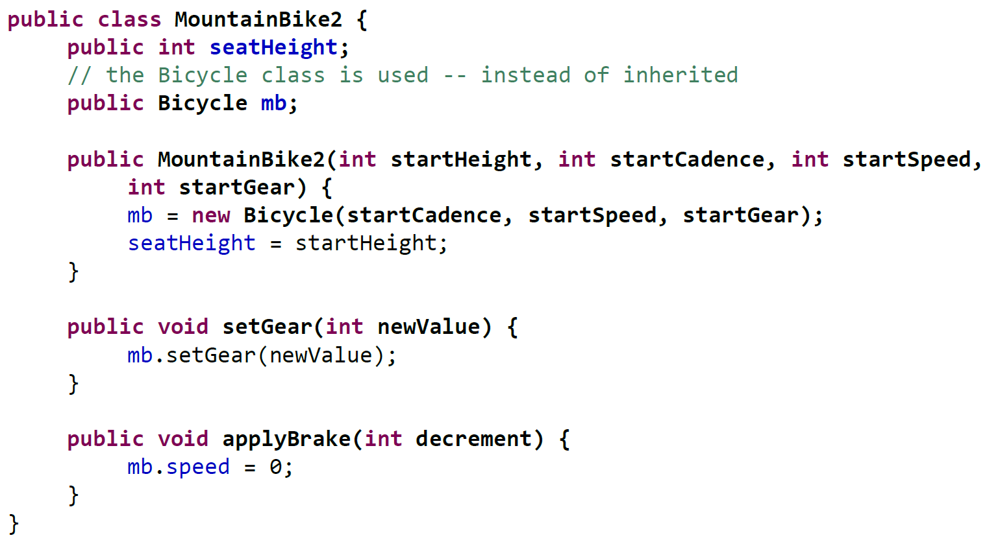 public class MountainBike2 {
public int seatHeight;
// the Bicycle class is used -- instead of inherited
public Bicycle mb;
public MountainBike2(int startHeight, int startCadence, int startSpeed,
int startGear) {
mb = new Bicycle(startCadence, startSpeed, startGear);
seatHeight = startHeight;
}
public void setGear(int newValue) {
mb.setGear(newValue);
}
public void applyBrake(int decrement) {
mb.speed = 0;
}
}